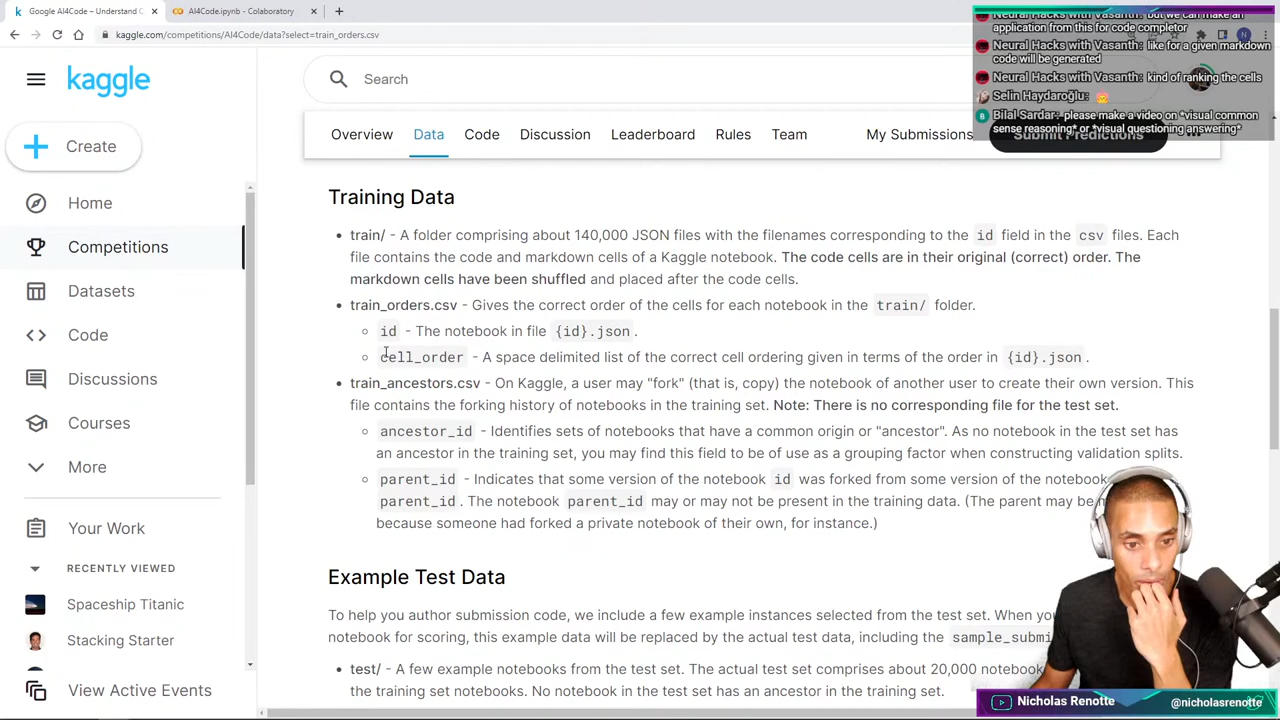 Google AI4Code – Understand C
AI4Code.ipynb - Colaboratory
kaggle.com/competitions/AI4Code/data?select=train_orders.c
Neural Hacks with Vasanth: but we can make an
application from this for code completor
Neural Hacks with Vasanth: like for a given markdown
code will be generated
Neural Hacks with Vasanth: kind of ranking the cells
Selin Haydaroğlu:
Bilal Sardar: please make a video on *visual common
sense reasoning* or *visual questioning answering*
kaggle
Search
Create
Home
Competitions
Datasets
Code
Discussions
Courses
More
Your Work
RECENTLY VIEWED
Spaceship Titanic
Stacking Starter
View Active Events
Overview Data Code Discussion Leaderboard Rules Team My Submissions Submit Predictions
Training Data
train/ - A folder comprising about 140,000 JSON files with the filenames corresponding to the id field in the csv files. Each
file contains the code and markdown cells of a Kaggle notebook. The code cells are in their original (correct) order. The
markdown cells have been shuffled and placed after the code cells.
train_orders.csv - Gives the correct order of the cells for each notebook in the train/ folder.
id - The notebook in file {id}.json.
cell_order - A space delimited list of the correct cell ordering given in terms of the order in {id}.json.
train_ancestors.csv - On Kaggle, a user may "fork" (that is, copy) the notebook of another user to create their own version. This
file contains the forking history of notebooks in the training set. Note: There is no corresponding file for the test set.
ancestor_id - Identifies sets of notebooks that have a common origin or "ancestor". As no notebook in the test set has
an ancestor in the training set, you may find this field to be of use as a grouping factor when constructing validation splits.
parent_id - Indicates that some version of the notebook id was forked from some version of the notebook
parent_id. The notebook parent_id may or may not be present in the training data. (The parent may be
because someone had forked a private notebook of their own, for instance.)
Example Test Data
To help you author submission code, we include a few example instances selected from the test set. When you
notebook for scoring, this example data will be replaced by the actual test data, including the sample_submi
test/ - A few example notebooks from the test set. The actual test set comprises about 20,000 notebook
the training set notebooks. No notebook in the test set has an ancestor in the training set.
Nicholas Renotte
@nicholasrenotte